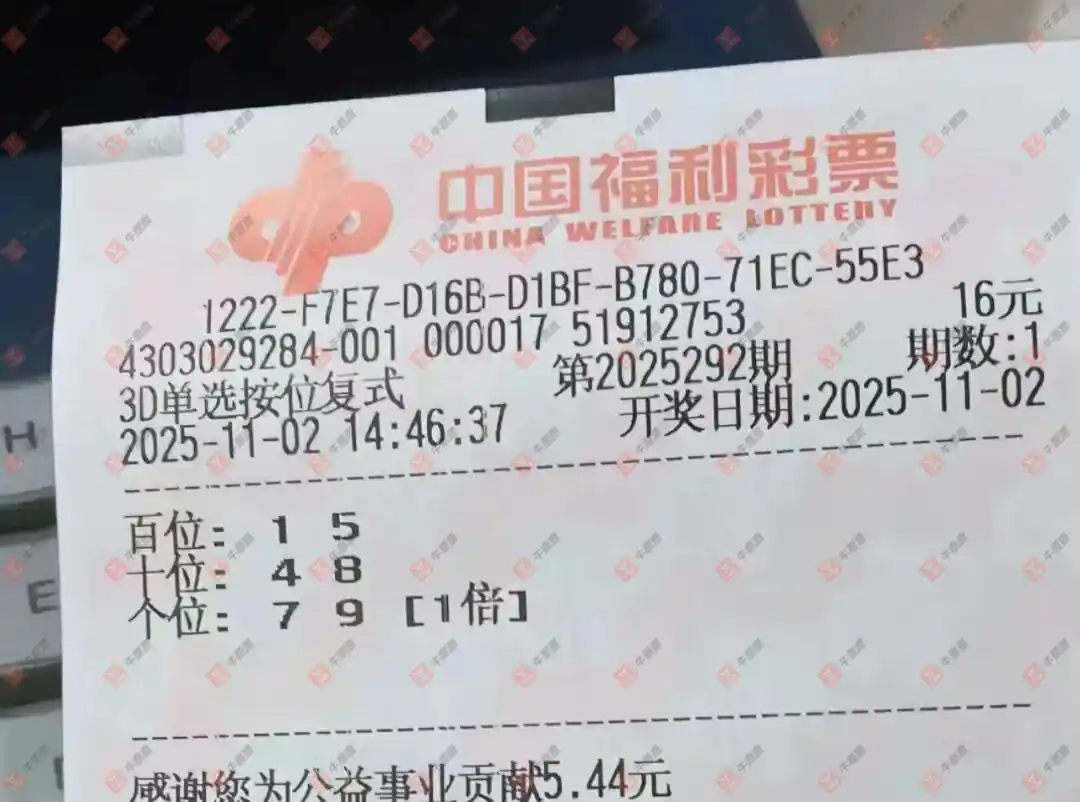 中国福利彩票
CHINA WELFARE LOTTERY
1222-F7E7-D16B-D1BF-B780-71EC-55E3
4303029284-001 000017 51912753 16元
3D单选按位复式 第2025292期 期数:1
2025-11-02 14:46:37 开奖日期:2025-11-02
百位: 1 5
十位: 4 8
个位: 7 9 [1倍]
感谢您为公益事业贡献5.44元
H
E